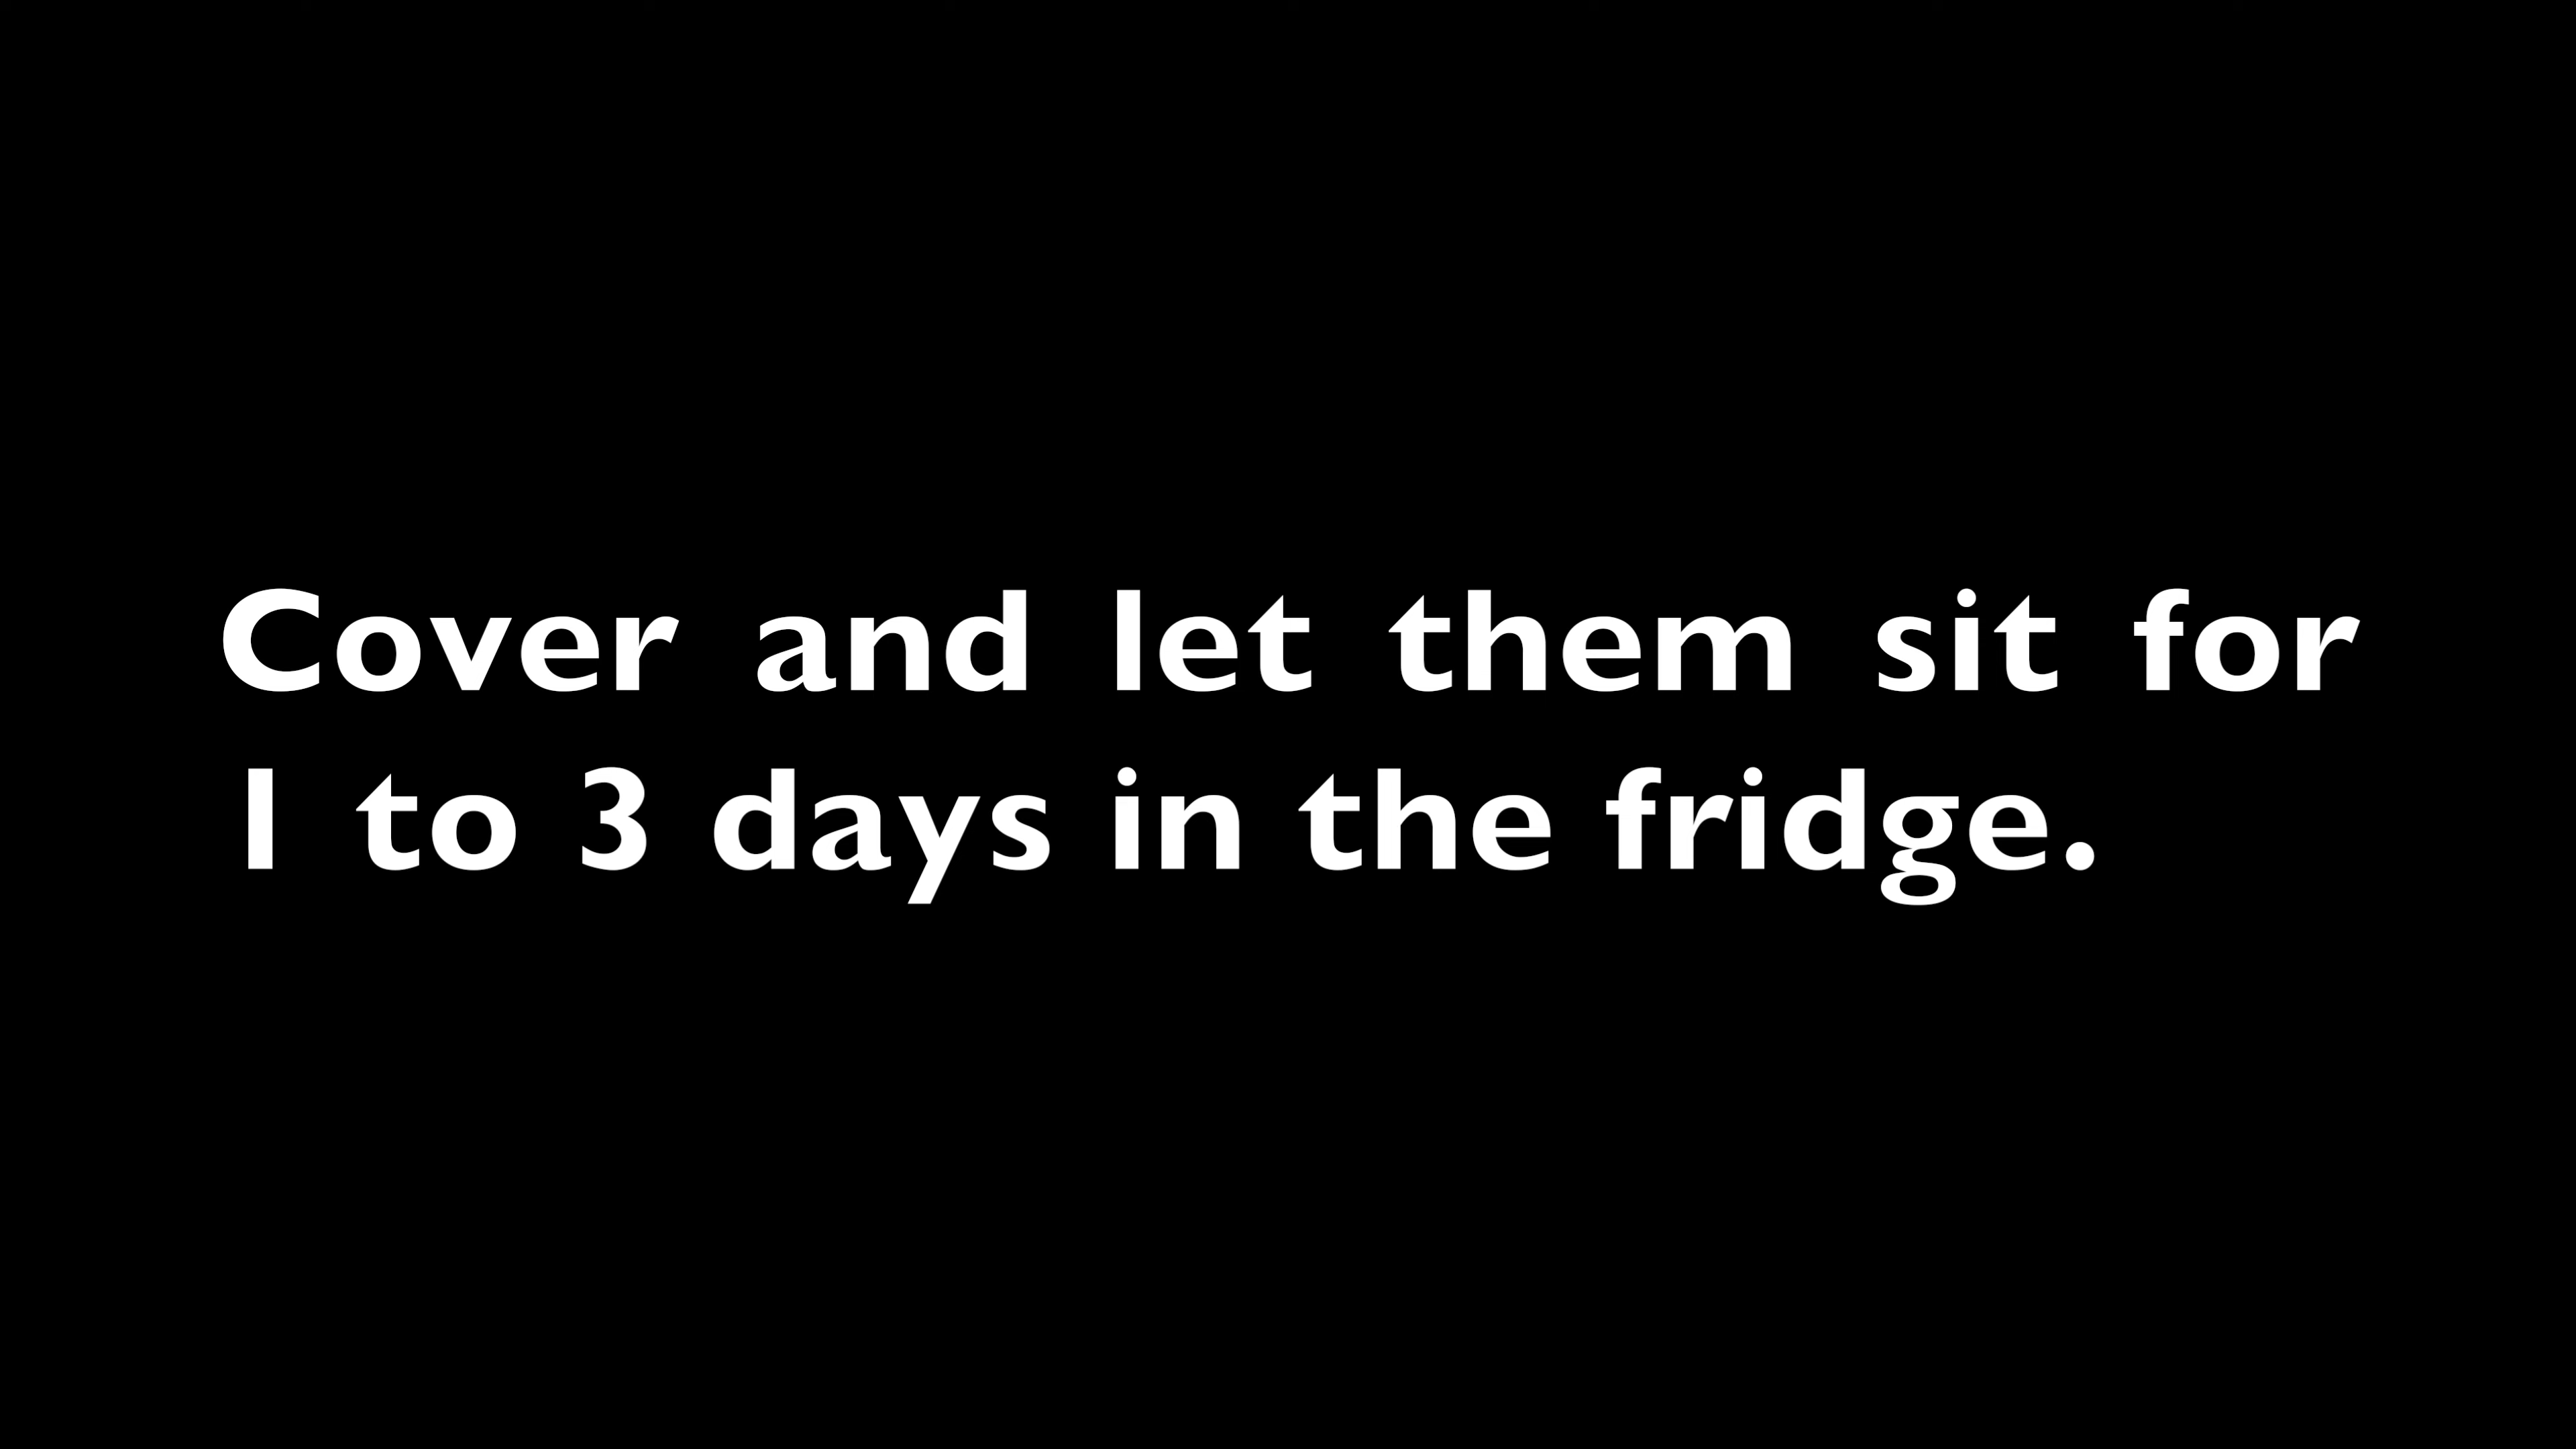 Cover and let them sit for
1 to 3 days in the fridge.